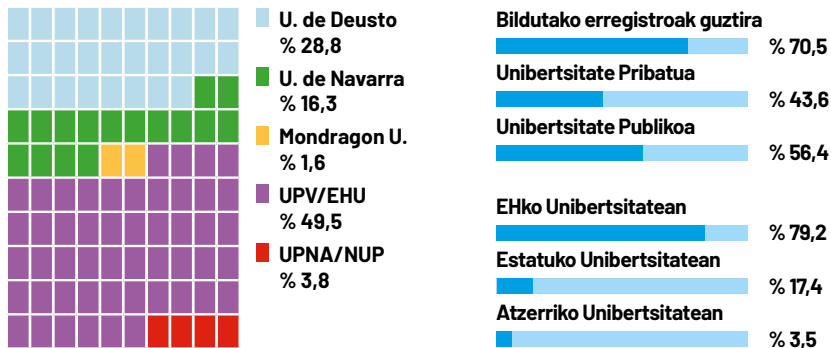 U. de Deusto
% 28,8
U. de Navarra
% 16,3
Mondragon U.
% 1,6
UPV/EHU
% 49,5
UPNA/NUP
% 3,8
Bildutako erregistroak guztira
% 70,5
Unibertsitate Pribatua
% 43,6
Unibertsitate Publikoa
% 56,4
EHko Unibertsitatean
% 79,2
Estatuko Unibertsitatean
% 17,4
Atzerriko Unibertsitatean
% 3,5